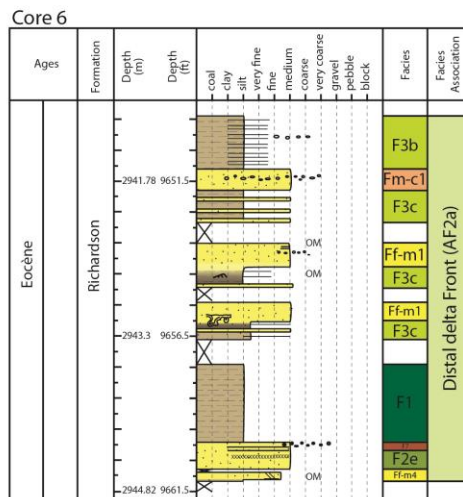 Core 6
Ages
Formation
Depth (m)
Depth (ft)
coal
clay
silt
very fine
fine
medium
coarse
very coarse
gravel
pebble
block
Facies
Facies Association
Eocène
Richardson
Distal delta Front (AF2a)
F3b
2941.78 9651.5
Fm-c1
F3c
OM
Ff-m1
OM
F3c
Ff-m1
F3c
2943.3 9656.5
F1
F2e
OM
Ff-m4
2944.82 9661.5